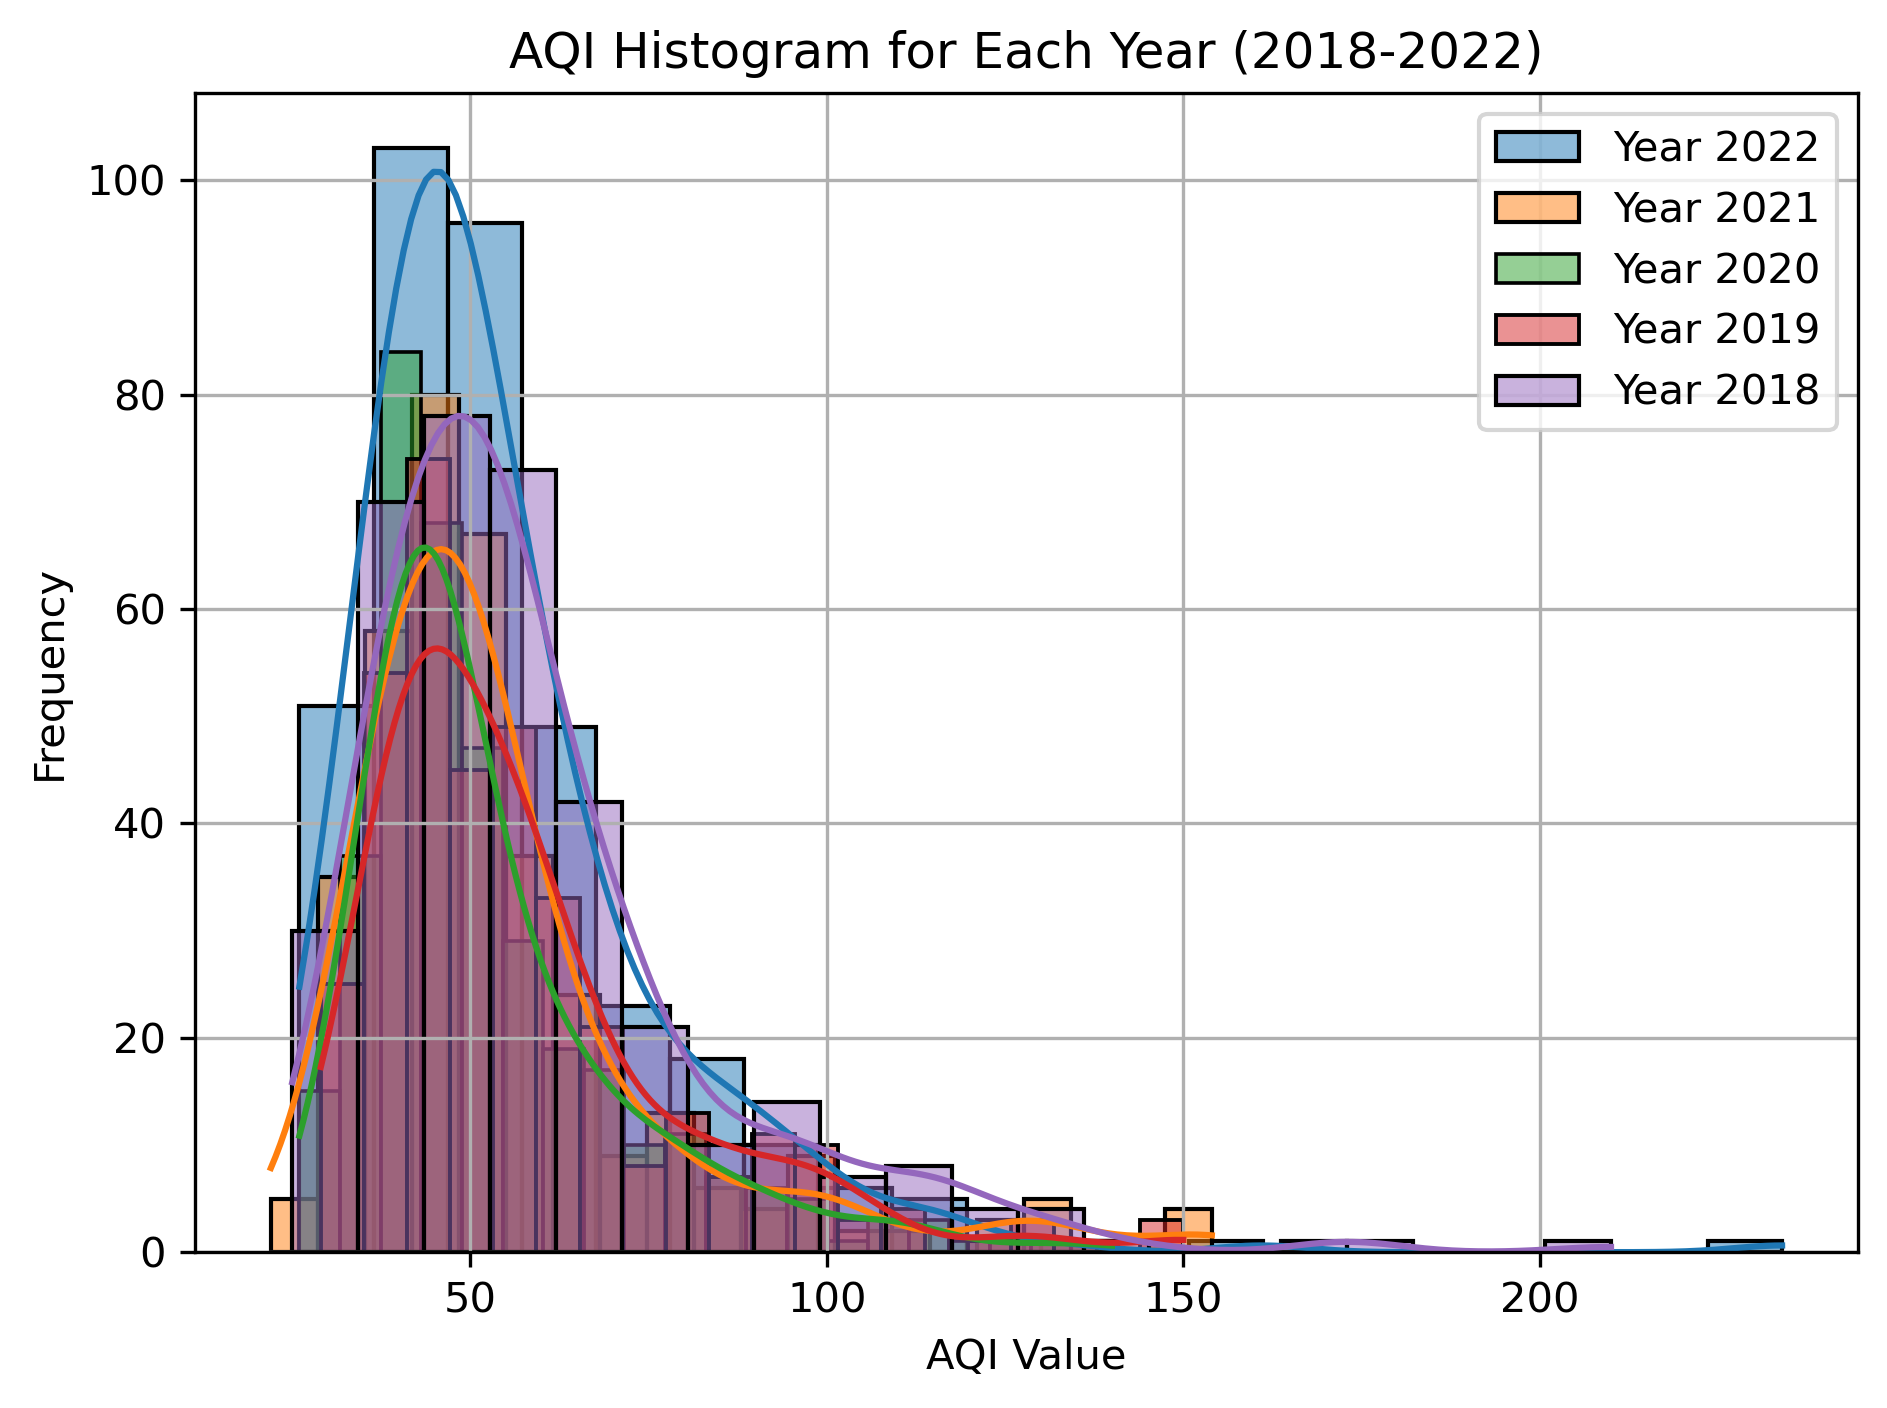 AQI Histogram for Each Year (2018-2022)
Year 2022
Year 2021
Year 2020
Year 2019
Year 2018
Frequency
100
80
60
40
20
0
50
100
150
200
AQI Value